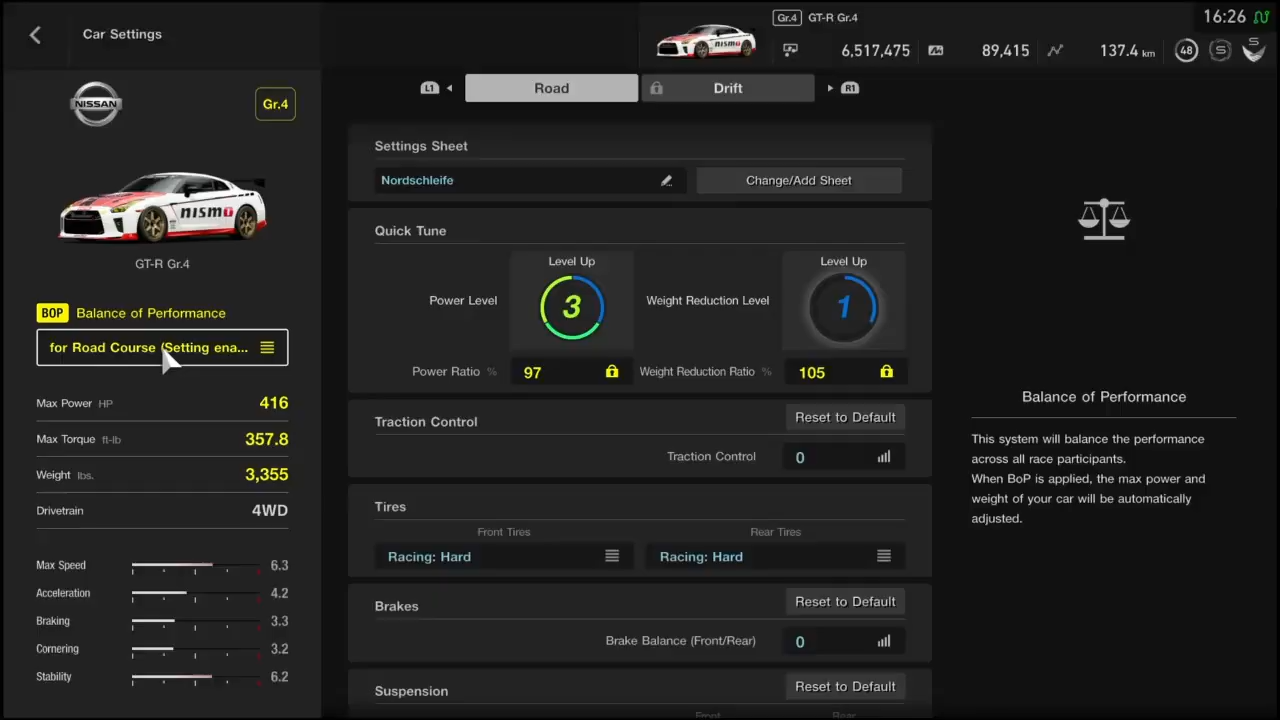 Car Settings
Gr.4 GT-R Gr.4
6,517,475
89,415
137.4 km
16:26
48
S
S
NISSAN
Gr.4
nismo
nismo
GT-R Gr.4
BOP Balance of Performance
for Road Course (Setting ena...
Max Power HP 416
Max Torque ft-lb 357.8
Weight lbs. 3,355
Drivetrain 4WD
Max Speed 6.3
Acceleration 4.2
Braking 3.3
Cornering 3.2
Stability 6.2
L1 Road Drift R1
Settings Sheet
Nordschleife Change/Add Sheet
Quick Tune
Level Up Level Up
Power Level 3 Weight Reduction Level 1
Power Ratio % 97 Weight Reduction Ratio % 105
Traction Control Reset to Default
Traction Control 0
Tires
Front Tires Rear Tires
Racing: Hard Racing: Hard
Brakes Reset to Default
Brake Balance (Front/Rear) 0
Suspension Reset to Default
Front Rear
Balance of Performance
This system will balance the performance
across all race participants.
When BoP is applied, the max power and
weight of your car will be automatically
adjusted.